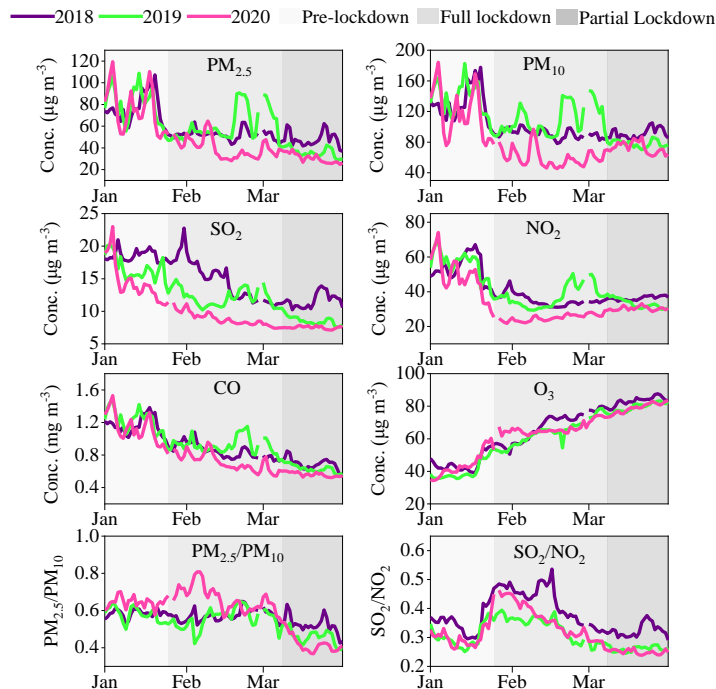 2018 2019 2020 Pre-lockdown Full lockdown Partial Lockdown
PM2.5
Conc. (μg m-3)
120
100
80
60
40
20
Jan Feb Mar
PM10
Conc. (μg m-3)
200
160
120
80
40
Jan Feb Mar
SO2
Conc. (μg m-3)
25
20
15
10
5
Jan Feb Mar
NO2
Conc. (μg m-3)
80
60
40
20
Jan Feb Mar
CO
Conc. (mg m-3)
1.6
1.2
0.8
0.4
Jan Feb Mar
O3
Conc. (μg m-3)
100
80
60
40
20
Jan Feb Mar
PM2.5/PM10
PM2.5/PM10
1.0
0.8
0.6
0.4
Jan Feb Mar
SO2/NO2
SO2/NO2
0.6
0.5
0.4
0.3
0.2
Jan Feb Mar